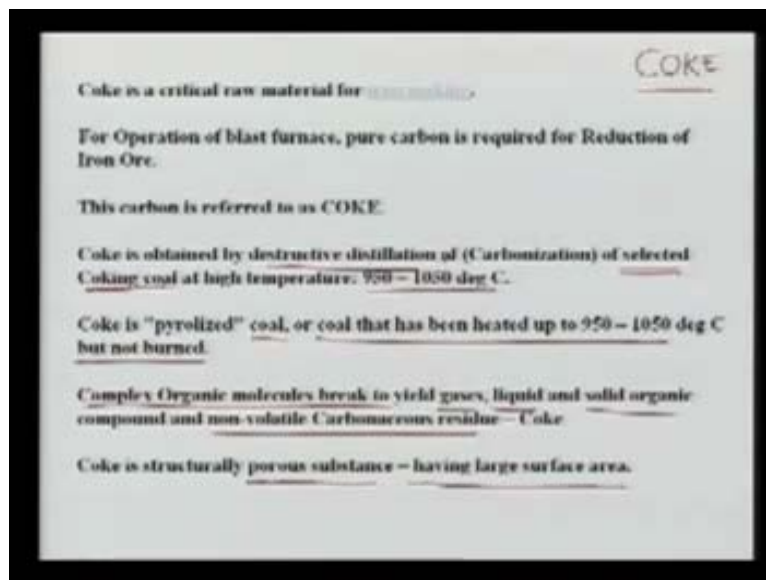 COKE
Coke is a critical raw material for
For Operation of blast furnace, pure carbon is required for Reduction of
Iron Ore.
This carbon is referred to as COKE
Coke is obtained by destructive distillation of (Carbonization) of selected
Coking coal at high temperature. 950 – 1050 deg C.
Coke is "pyrolized" coal, or coal that has been heated up to 950 – 1050 deg C
but not burned.
Complex Organic molecules break to yield gases, liquid and solid organic
compound and non-volatile Carbonaceous residue – Coke
Coke is structurally porous substance – having large surface area.